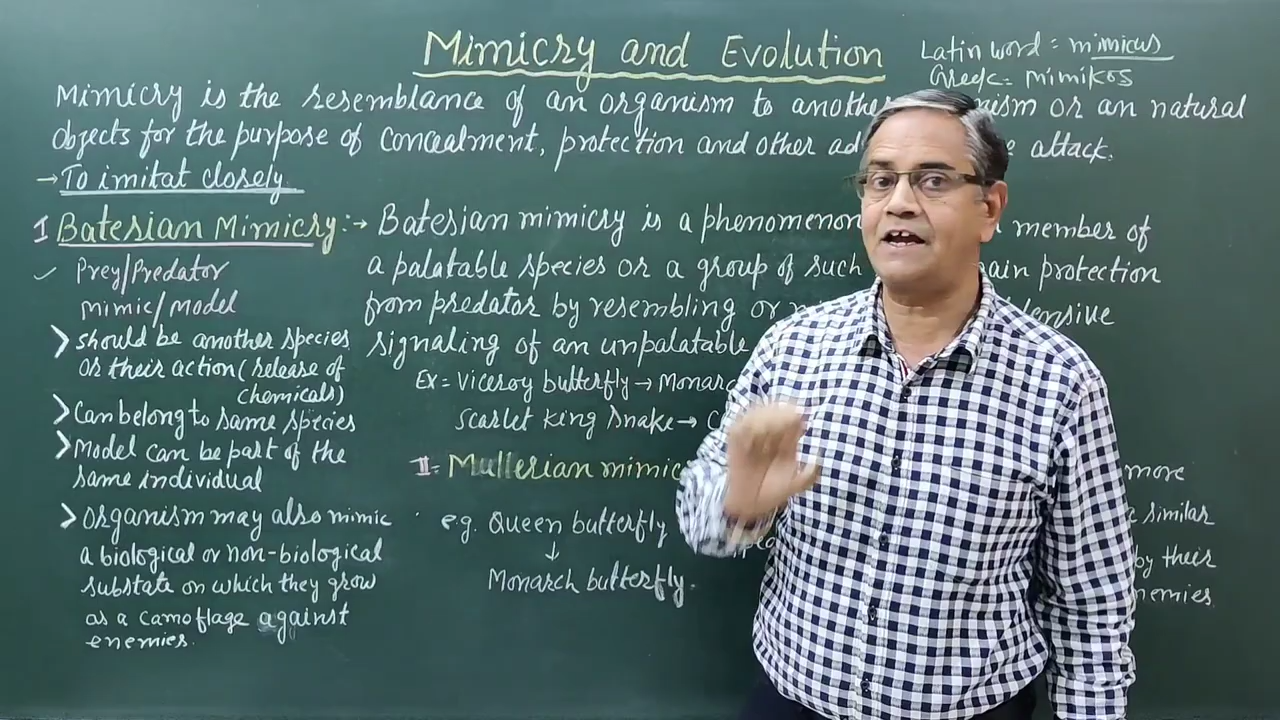 Mimicry and Evolution
Latin word = mimicus
Greek = mimikos
Mimicry is the resemblance of an organism to another or an natural
objects for the purpose of concealment, protection and other attack.
→ To imitat closely
I Batesian Mimicry :→ Batesian mimicry is a phenomenon member of
a palatable species or a group of such protection
from predator by resembling or
signaling of an unpalatable
Ex = Viceroy butterfly →
Scarlet king snake →
✓ Prey/Predator
mimic/model
> should be another species
or their action (release of
chemicals)
> Can belong to same species
> Model can be part of the
same individual
> Organism may also mimic
a biological or non-biological
substate on which they grow
as a camoflage against
enemies.
II = Mullerian more
similar
e.g. Queen butterfly by their
↓
Monarch butterfly.